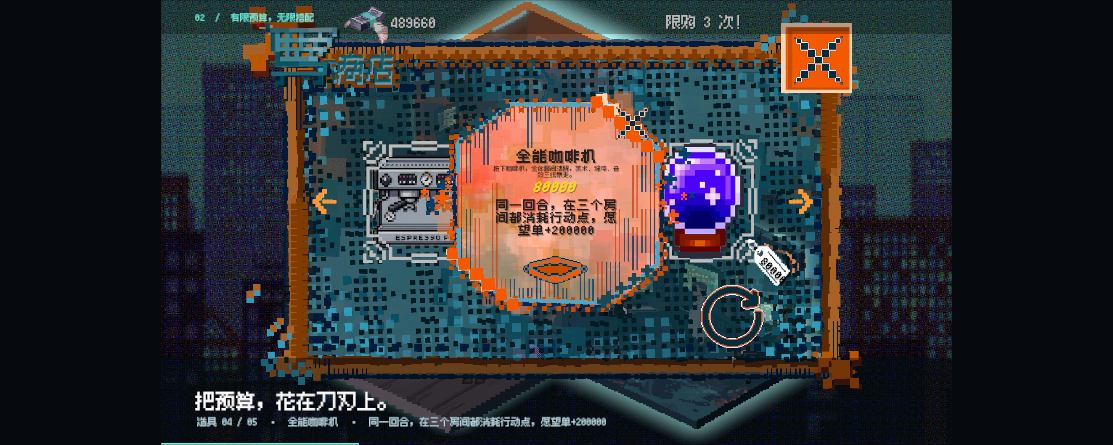 02 / 有限预算，无限搭配
489660
限购 3 次!
商店
全能咖啡机
80000
同一回合，在三个房
间都消耗行动点，愿
望单+200000
ESPRESSO
把预算，花在刀刃上。
道具 04 / 05 · 全能咖啡机 · 同一回合，在三个房间都消耗行动点，愿望单+200000